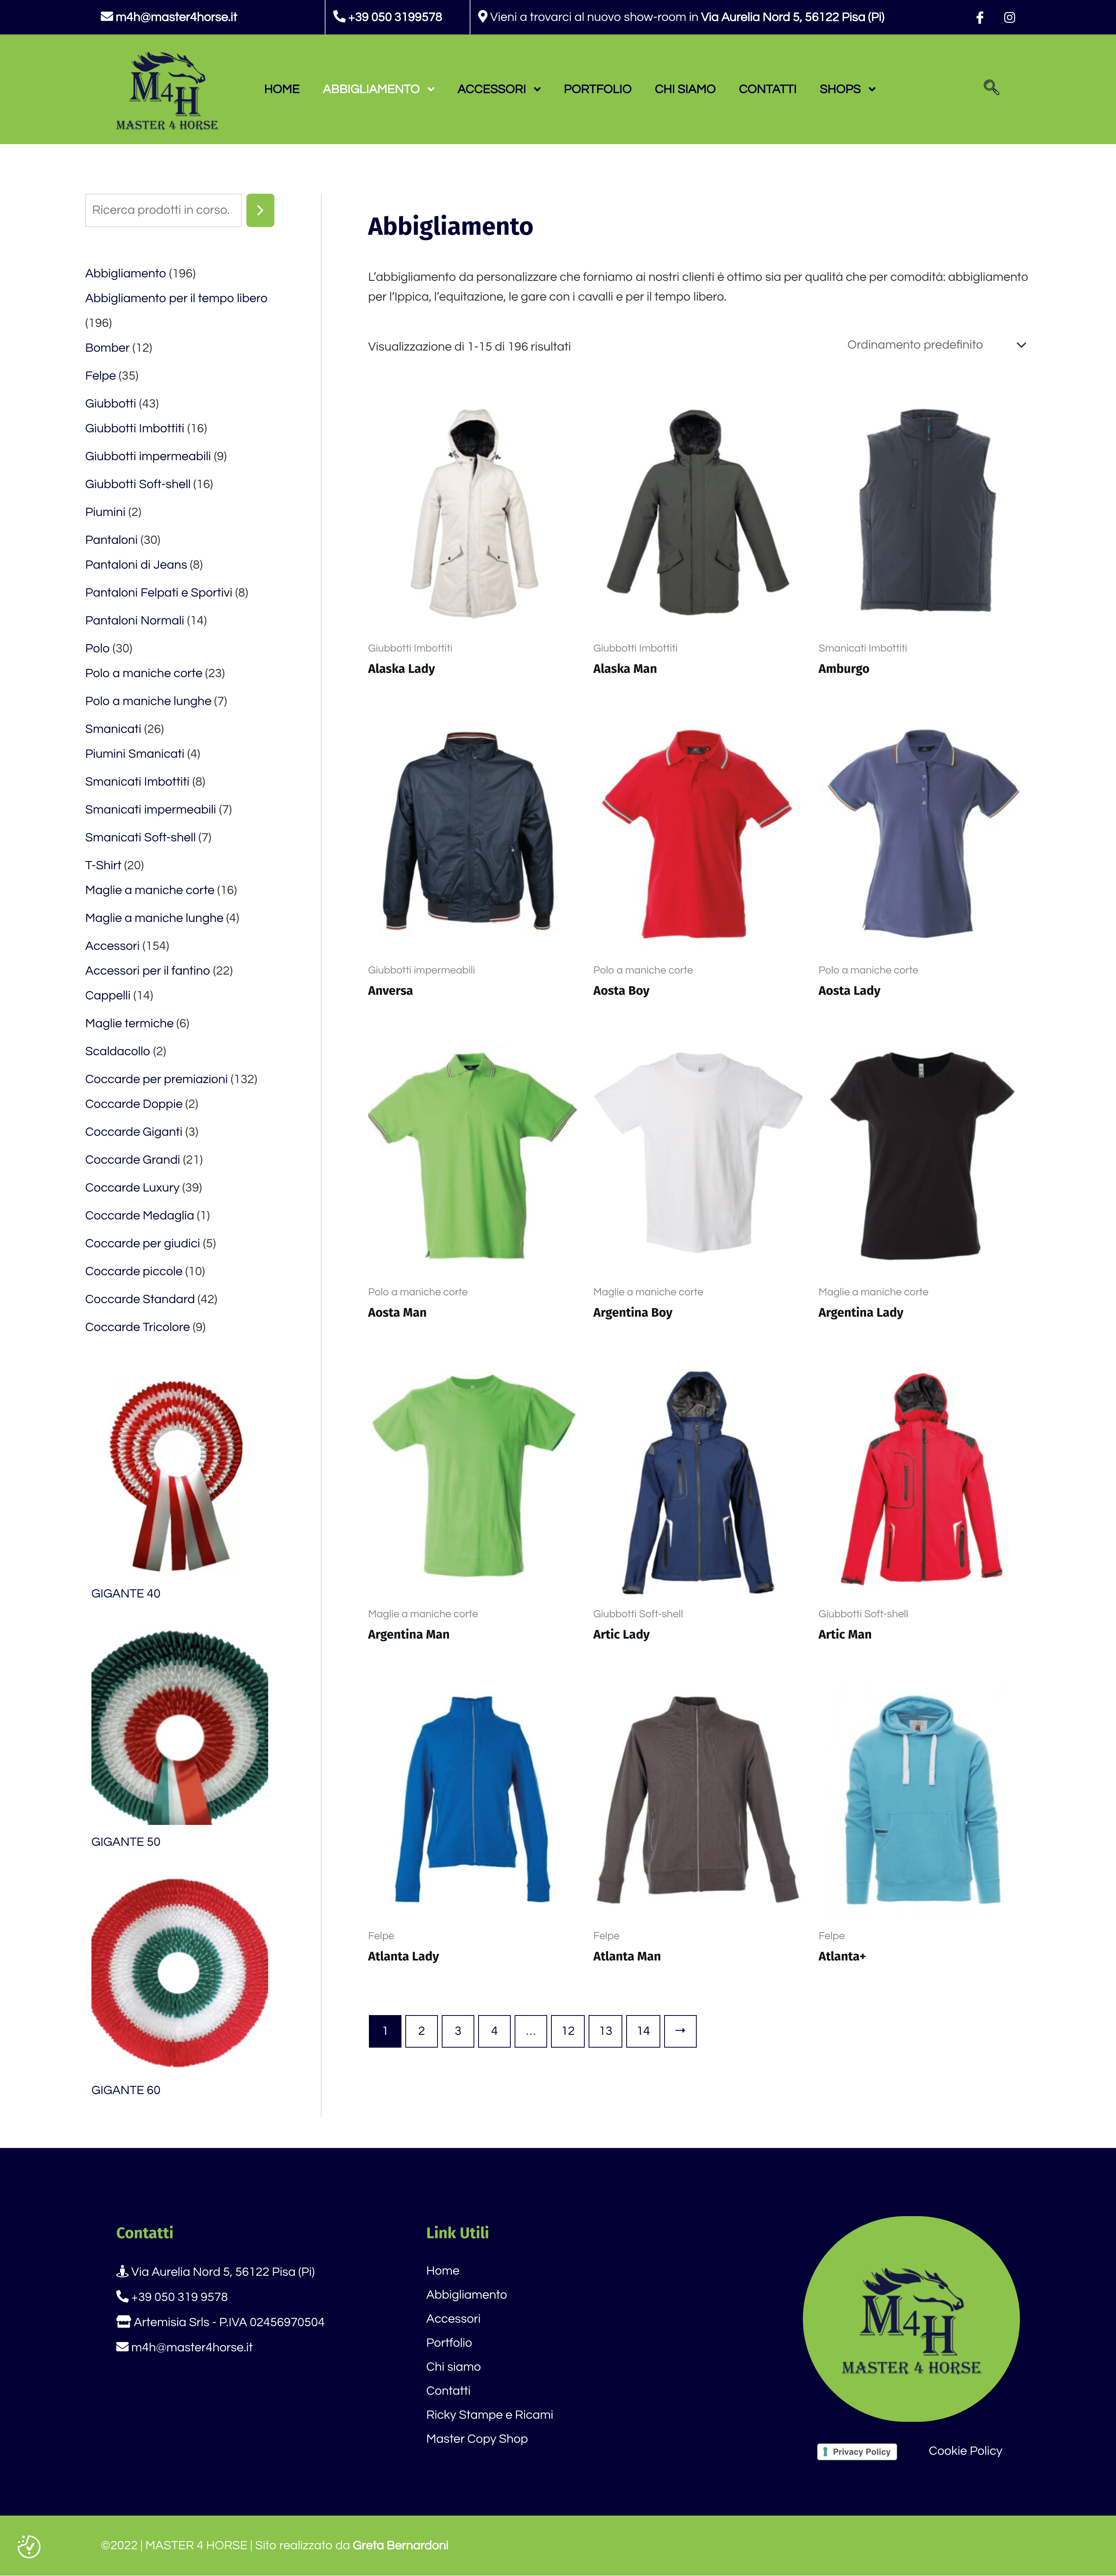 m4h@master4horse.it
+39 050 3199578
Vieni a trovarci al nuovo show-room in Via Aurelia Nord 5, 56122 Pisa (Pi)
M4H
MASTER 4 HORSE
HOME
ABBIGLIAMENTO
ACCESSORI
PORTFOLIO
CHI SIAMO
CONTATTI
SHOPS
Ricerca prodotti in corso.
Abbigliamento (196)
Abbigliamento per il tempo libero
(196)
Bomber (12)
Felpe (35)
Giubbotti (43)
Giubbotti Imbottiti (16)
Giubbotti impermeabili (9)
Giubbotti Soft-shell (16)
Piumini (2)
Pantaloni (30)
Pantaloni di Jeans (8)
Pantaloni Felpati e Sportivi (8)
Pantaloni Normali (14)
Polo (30)
Polo a maniche corte (23)
Polo a maniche lunghe (7)
Smanicati (26)
Piumini Smanicati (4)
Smanicati Imbottiti (8)
Smanicati impermeabili (7)
Smanicati Soft-shell (7)
T-Shirt (20)
Maglie a maniche corte (16)
Maglie a maniche lunghe (4)
Accessori (154)
Accessori per il fantino (22)
Cappelli (14)
Maglie termiche (6)
Scaldacollo (2)
Coccarde per premiazioni (132)
Coccarde Doppie (2)
Coccarde Giganti (3)
Coccarde Grandi (21)
Coccarde Luxury (39)
Coccarde Medaglia (1)
Coccarde per giudici (5)
Coccarde piccole (10)
Coccarde Standard (42)
Coccarde Tricolore (9)
GIGANTE 40
GIGANTE 50
GIGANTE 60
Abbigliamento
L'abbigliamento da personalizzare che forniamo ai nostri clienti è ottimo sia per qualità che per comodità: abbigliamento
per l'Ippica, l'equitazione, le gare con i cavalli e per il tempo libero.
Visualizzazione di 1-15 di 196 risultati
Ordinamento predefinito
Giubbotti Imbottiti
Alaska Lady
Giubbotti Imbottiti
Alaska Man
Smanicati Imbottiti
Amburgo
Giubbotti impermeabili
Anversa
Polo a maniche corte
Aosta Boy
Polo a maniche corte
Aosta Lady
Polo a maniche corte
Aosta Man
Maglie a maniche corte
Argentina Boy
Maglie a maniche corte
Argentina Lady
Maglie a maniche corte
Argentina Man
Giubbotti Soft-shell
Artic Lady
Giubbotti Soft-shell
Artic Man
Felpe
Atlanta Lady
Felpe
Atlanta Man
Felpe
Atlanta+
1 2 3 4 … 12 13 14 →
Contatti
Via Aurelia Nord 5, 56122 Pisa (Pi)
+39 050 319 9578
Artemisia Srls - P.IVA 02456970504
m4h@master4horse.it
Link Utili
Home
Abbigliamento
Accessori
Portfolio
Chi siamo
Contatti
Ricky Stampe e Ricami
Master Copy Shop
M4H
MASTER 4 HORSE
Privacy Policy
Cookie Policy
©2022 | MASTER 4 HORSE | Sito realizzato da Greta Bernardoni